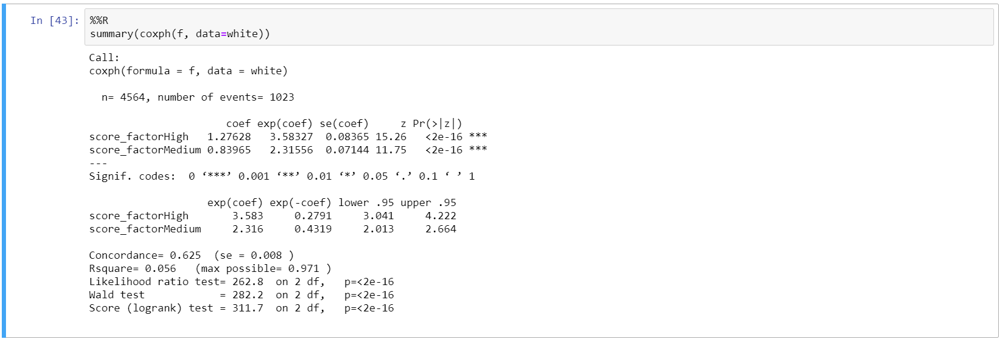 In [43]: %%R
summary(coxph(f, data=white))
Call:
coxph(formula = f, data = white)
n= 4564, number of events= 1023
coef exp(coef) se(coef) z Pr(>|z|)
score_factorHigh 1.27628 3.58327 0.08365 15.26 <2e-16 ***
score_factorMedium 0.83965 2.31556 0.07144 11.75 <2e-16 ***
---
Signif. codes: 0 ‘***’ 0.001 ‘**’ 0.01 ‘*’ 0.05 ‘.’ 0.1 ‘ ’ 1
exp(coef) exp(-coef) lower .95 upper .95
score_factorHigh 3.583 0.2791 3.041 4.222
score_factorMedium 2.316 0.4319 2.013 2.664
Concordance= 0.625 (se = 0.008 )
Rsquare= 0.056 (max possible= 0.971 )
Likelihood ratio test= 262.8 on 2 df, p=<2e-16
Wald test = 282.2 on 2 df, p=<2e-16
Score (logrank) test = 311.7 on 2 df, p=<2e-16